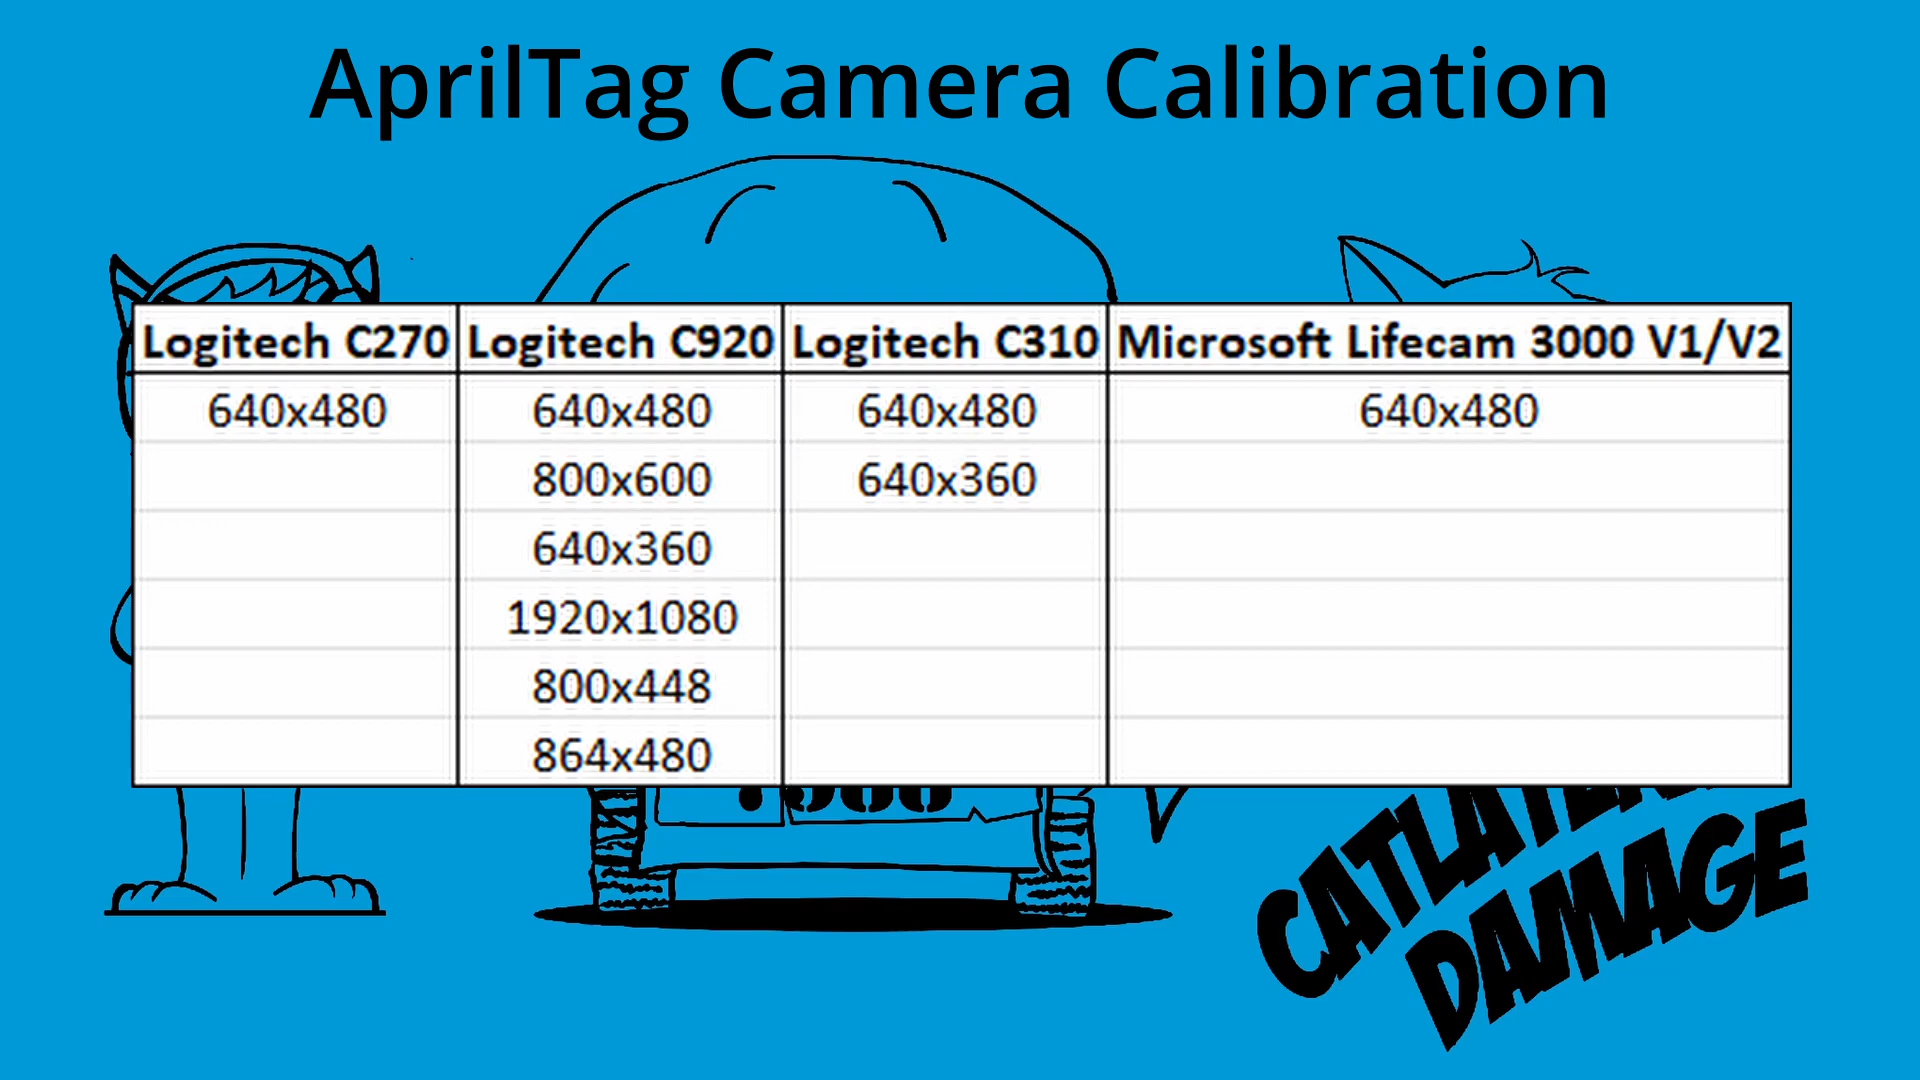 AprilTag Camera Calibration
Logitech C270 Logitech C920 Logitech C310 Microsoft Lifecam 3000 V1/V2
640x480 640x480 640x480 640x480
800x600 640x360
640x360
1920x1080
800x448
864x480
DAMAGE